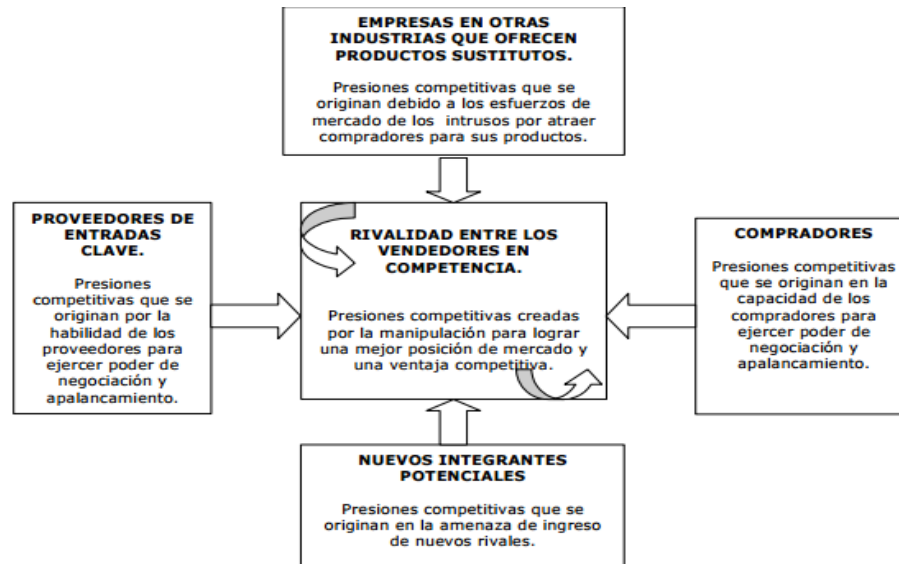 EMPRESAS EN OTRAS
INDUSTRIAS QUE OFRECEN
PRODUCTOS SUSTITUTOS.
Presiones competitivas que se
originan debido a los esfuerzos de
mercado de los intrusos por atraer
compradores para sus productos.
PROVEEDORES DE
ENTRADAS
CLAVE.
Presiones
competitivas que se
originan por la
habilidad de los
proveedores para
ejercer poder de
negociación y
apalancamiento.
RIVALIDAD ENTRE LOS
VENDEDORES EN
COMPETENCIA.
Presiones competitivas creadas
por la manipulación para lograr
una mejor posición de mercado y
una ventaja competitiva.
COMPRADORES
Presiones competitivas
que se originan en la
capacidad de los
compradores para
ejercer poder de
negociación y
apalancamiento.
NUEVOS INTEGRANTES
POTENCIALES
Presiones competitivas que se
originan en la amenaza de ingreso
de nuevos rivales.